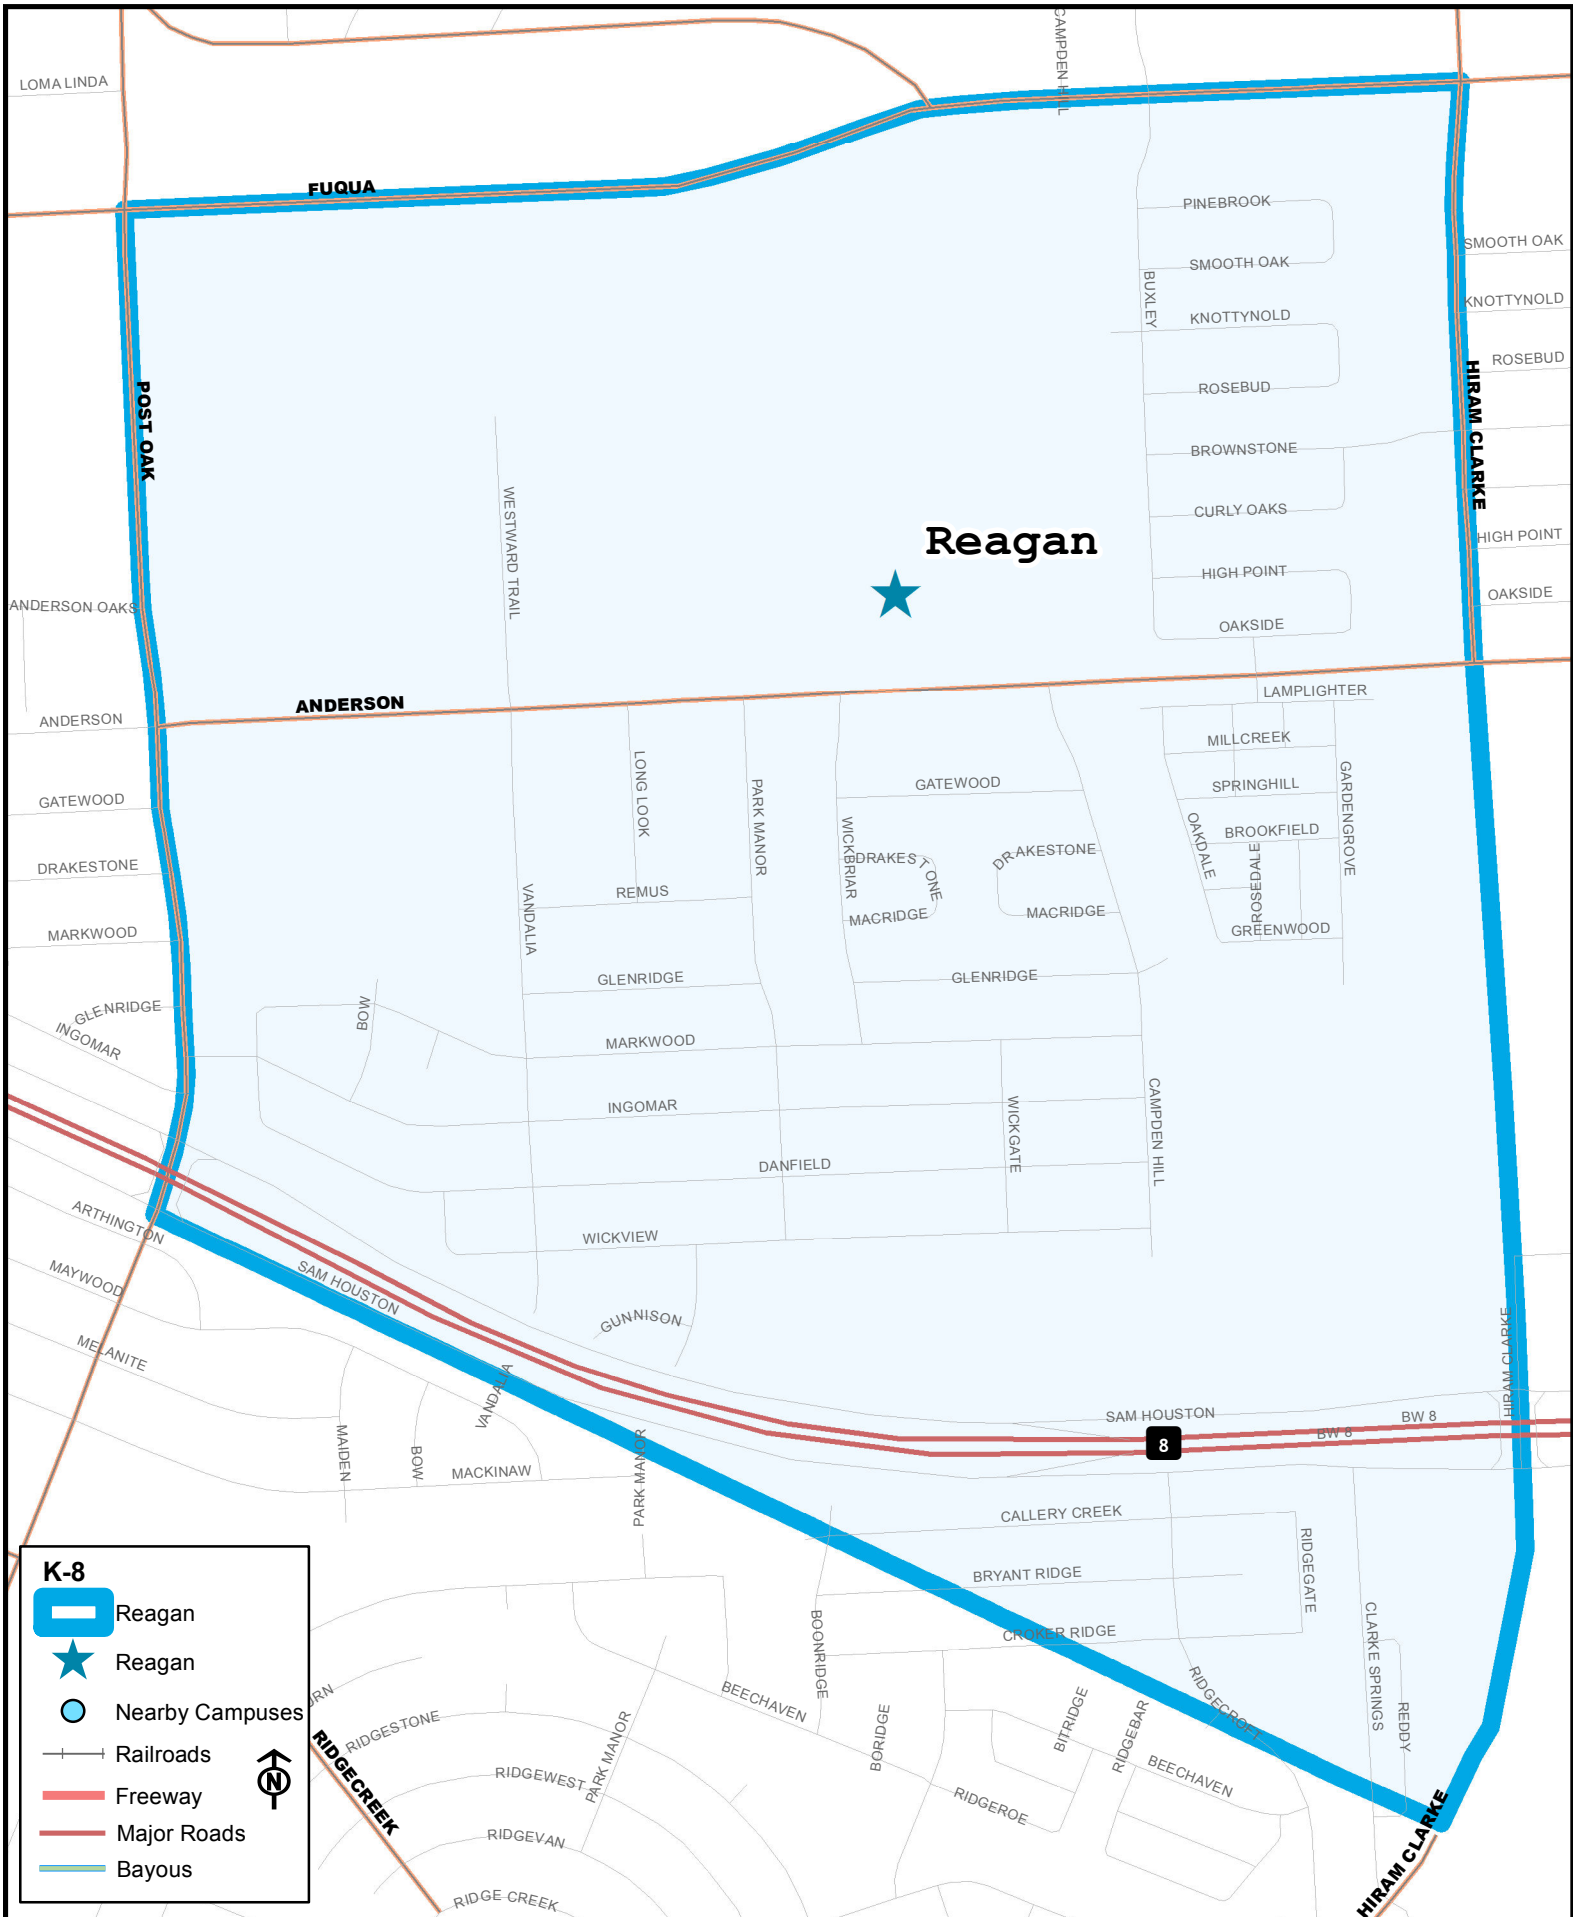 CAMPDEN HILL
LOMA LINDA
FUQUA
PINEBROOK
SMOOTH OAK
SMOOTH OAK
BUXLEY
KNOTTYNOLD
KNOTTYNOLD
ROSEBUD
ROSEBUD
POST OAK
HIRAM CLARKE
BROWNSTONE
WESTWARD TRAIL
CURLY OAKS
Reagan
HIGH POINT
HIGH POINT
ANDERSON OAKS
OAKSIDE
OAKSIDE
ANDERSON
LAMPLIGHTER
ANDERSON
MILLCREEK
LONG LOOK
PARK MANOR
GATEWOOD
SPRINGHILL
GARDENGROVE
GATEWOOD
WICKBRIAR
OAKDALE
BROOKFIELD
DRAKESTONE
DRAKESTONE
DRAKESTONE
ROSEDALE
REMUS
VANDALIA
MACRIDGE
MACRIDGE
GREENWOOD
MARKWOOD
GLENRIDGE
GLENRIDGE
GLENRIDGE
BOW
INGOMAR
MARKWOOD
INGOMAR
WICKGATE
CAMPDEN HILL
DANFIELD
ARTHINGTON
WICKVIEW
MAYWOOD
SAM HOUSTON
GUNNISON
HIRAM CLARKE
MELANITE
VANDALIA
SAM HOUSTON
BW 8
BW 8
8
MAIDEN
BOW
MACKINAW
PARK MANOR
CALLERY CREEK
RIDGEGATE
BRYANT RIDGE
CLARKE SPRINGS
BOONRIDGE
CROKER RIDGE
RIDGECROFT
REDDY
BEECHAVEN
BORIDGE
BITRIDGE
RIDGEBAR
BEECHAVEN
RIDGEROE
HIRAM CLARKE
RIDGESTONE
PARK MANOR
RIDGECREEK
RIDGEWEST
RIDGEVAN
RIDGE CREEK
K-8
Reagan
Reagan
Nearby Campuses
Railroads
N
Freeway
Major Roads
Bayous